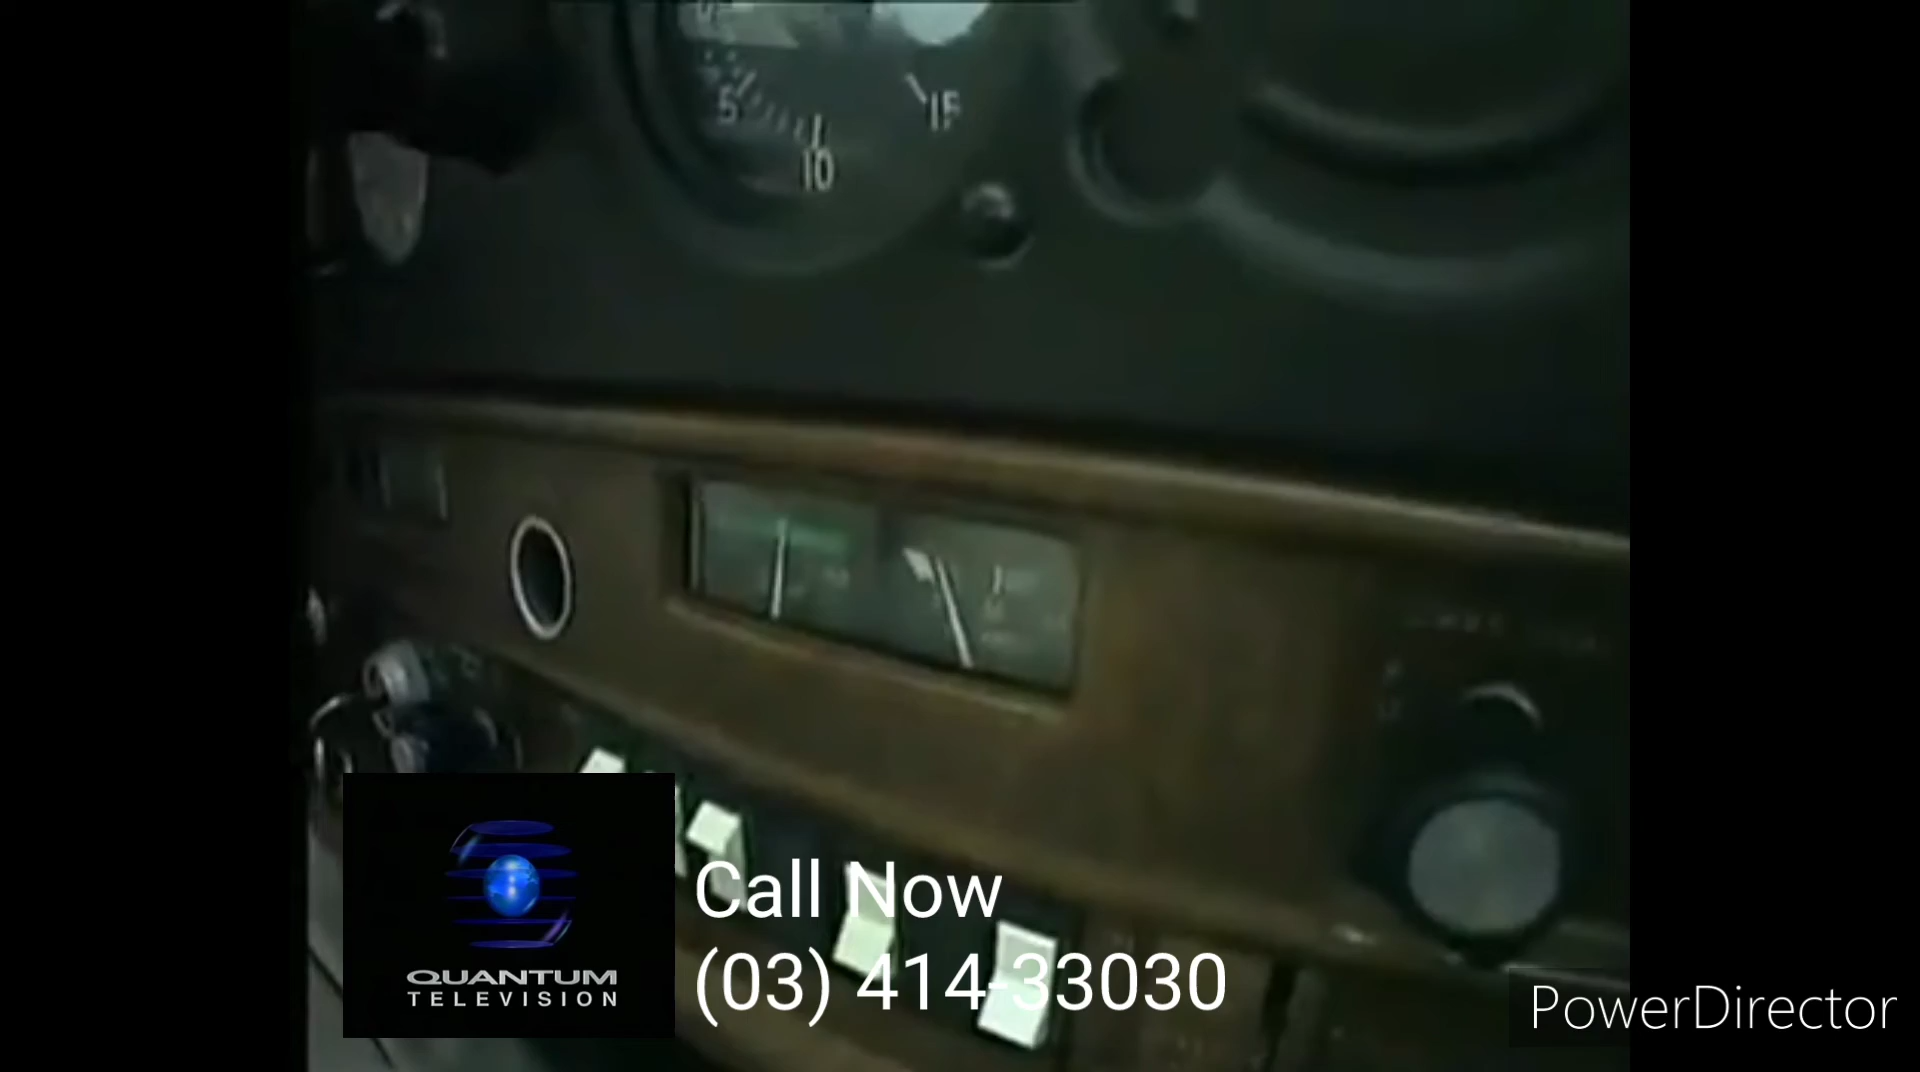 5
10
15
QUANTUM
TELEVISION
Call Now
(03) 414-33030
PowerDirector